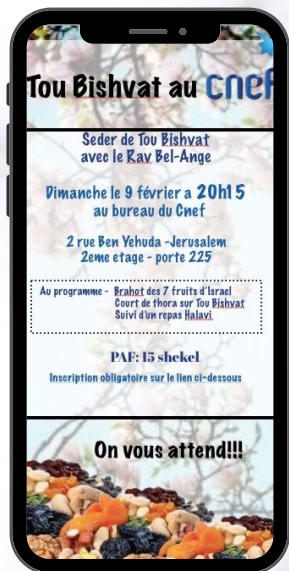 Tou Bishvat au cnef
Seder de Tou Bishvat
avec le Rav Bel-Ange
Dimanche le 9 février a 20h15
au bureau du Cnef
2 rue Ben Yehuda -Jerusalem
2eme etage - porte 225
Au programme - Brahot des 7 fruits d'Israel
Court de thora sur Tou Bishvat
Suivi d'un repas Halavi
PAF: 15 shekel
Inscription obligatoire sur le lien ci-dessous
On vous attend!!!